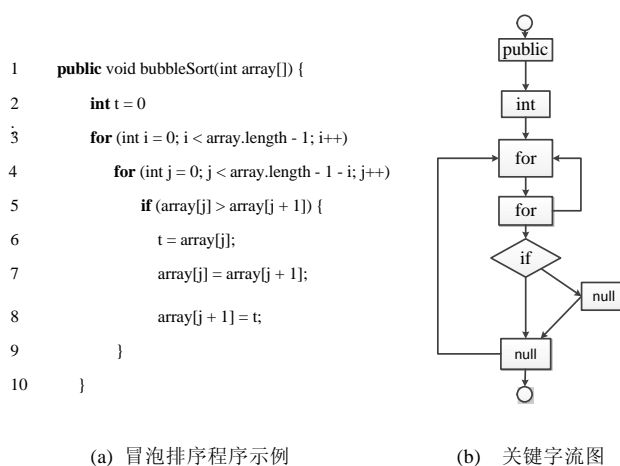 1 public void bubbleSort(int array[]) {
2 int t = 0
3 for (int i = 0; i < array.length - 1; i++)
4 for (int j = 0; j < array.length - 1 - i; j++)
5 if (array[j] > array[j + 1]) {
6 t = array[j];
7 array[j] = array[j + 1];
8 array[j + 1] = t;
9 }
10 }
(a) 冒泡排序程序示例
public
int
for
for
if
null
null
(b) 关键字流图